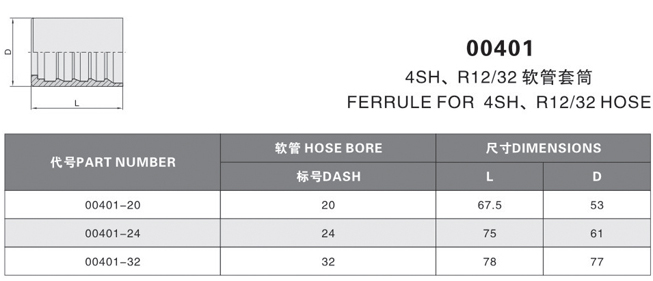 D
L
00401
4SH、R12/32 软管套筒
FERRULE FOR 4SH、R12/32 HOSE
代号PART NUMBER
软管 HOSE BORE
尺寸DIMENSIONS
标号DASH
L
D
00401-20
20
67.5
53
00401-24
24
75
61
00401-32
32
78
77